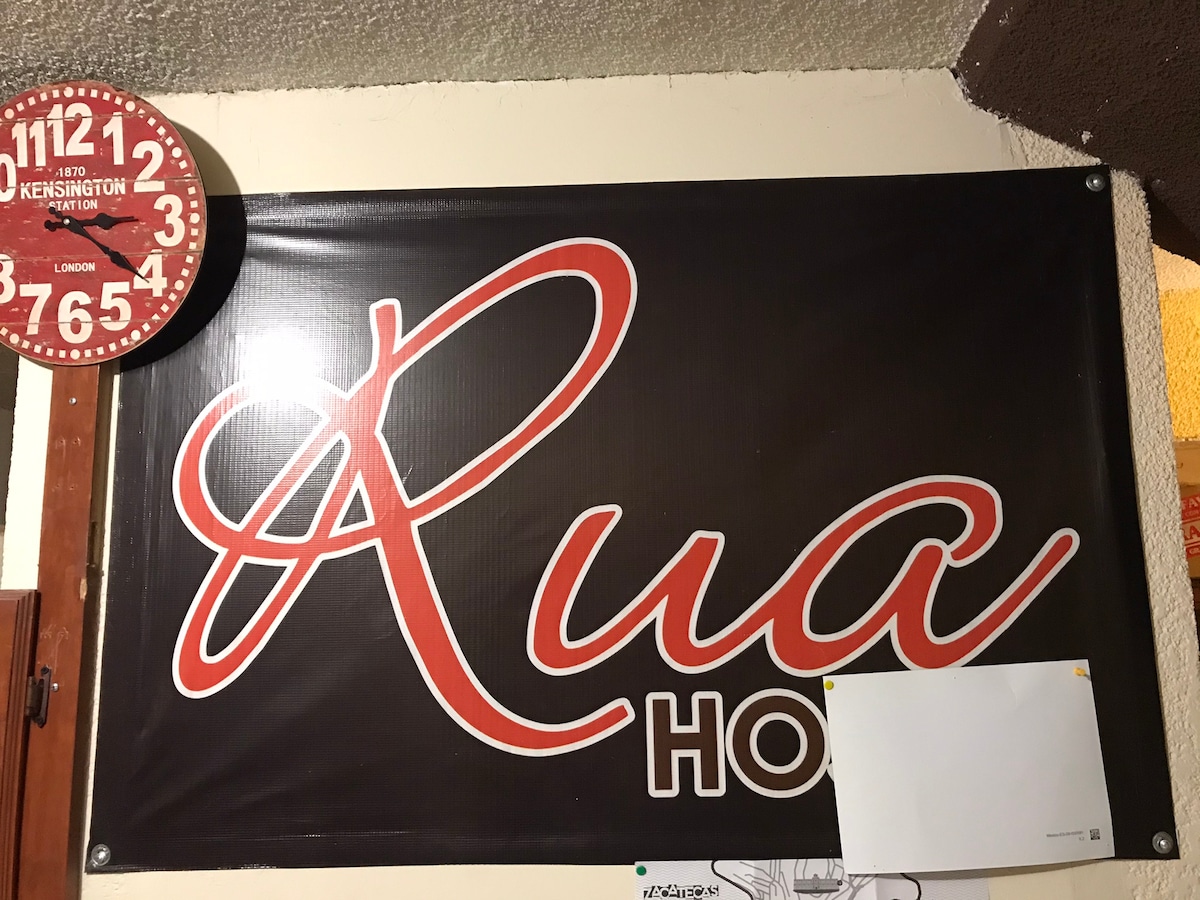 12
11 1
2
1870
KENSINGTON
STATION
3
LONDON
4
8
7 6 5
Rua
HO
ZACATECAS